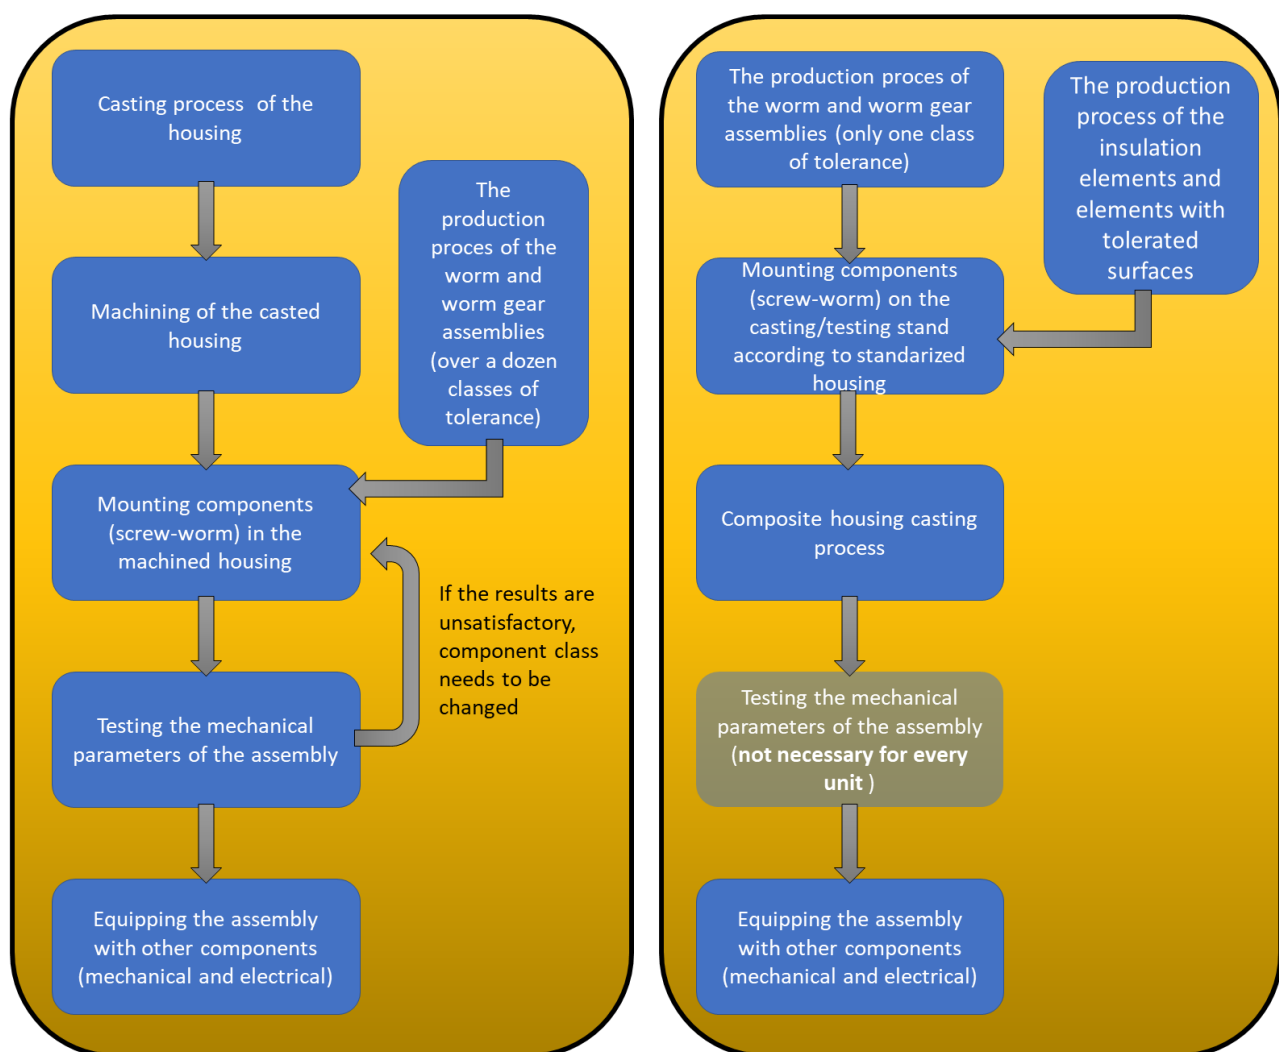 Casting process of the
housing
Machining of the casted
housing
The
production
proces of the
worm and
worm gear
assemblies
(over a dozen
classes of
tolerance)
Mounting components
(screw-worm) in the
machined housing
If the results are
unsatisfactory,
component class
needs to be
changed
Testing the mechanical
parameters of the assembly
Equipping the assembly
with other components
(mechanical and electrical)
The production proces of
the worm and worm gear
assemblies (only one class
of tolerance)
The production
process of the
insulation
elements and
elements with
tolerated
surfaces
Mounting components
(screw-worm) on the
casting/testing stand
according to standarized
housing
Composite housing casting
process
Testing the mechanical
parameters of the assembly
(not necessary for every
unit )
Equipping the assembly
with other components
(mechanical and electrical)